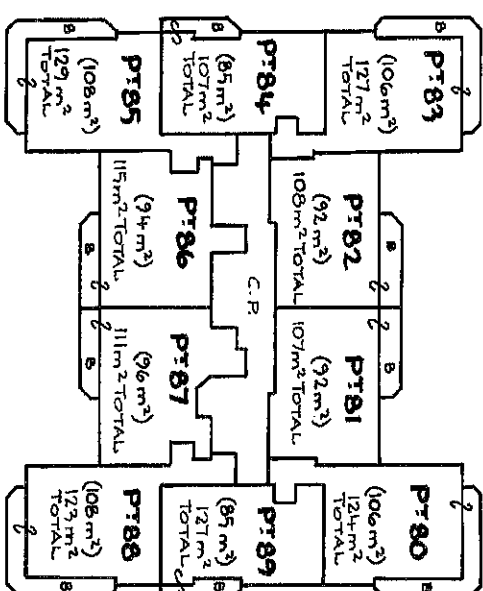 B
PT83
(106m²)
127m²
TOTAL
B
PT82
(92m²)
108m² TOTAL
B
PT81
(92m²)
107m² TOTAL
PT80
(106m²)
124m²
TOTAL
B
B
PT84
(85m²)
107m²
TOTAL
C.P.
PT89
(85m²)
127m²
TOTAL
B
B
PT85
(108m²)
129m²
TOTAL
PT86
(94m²)
115m² TOTAL
B
PT87
(96m²)
111m² TOTAL
B
PT88
(108m²)
123m²
TOTAL
B